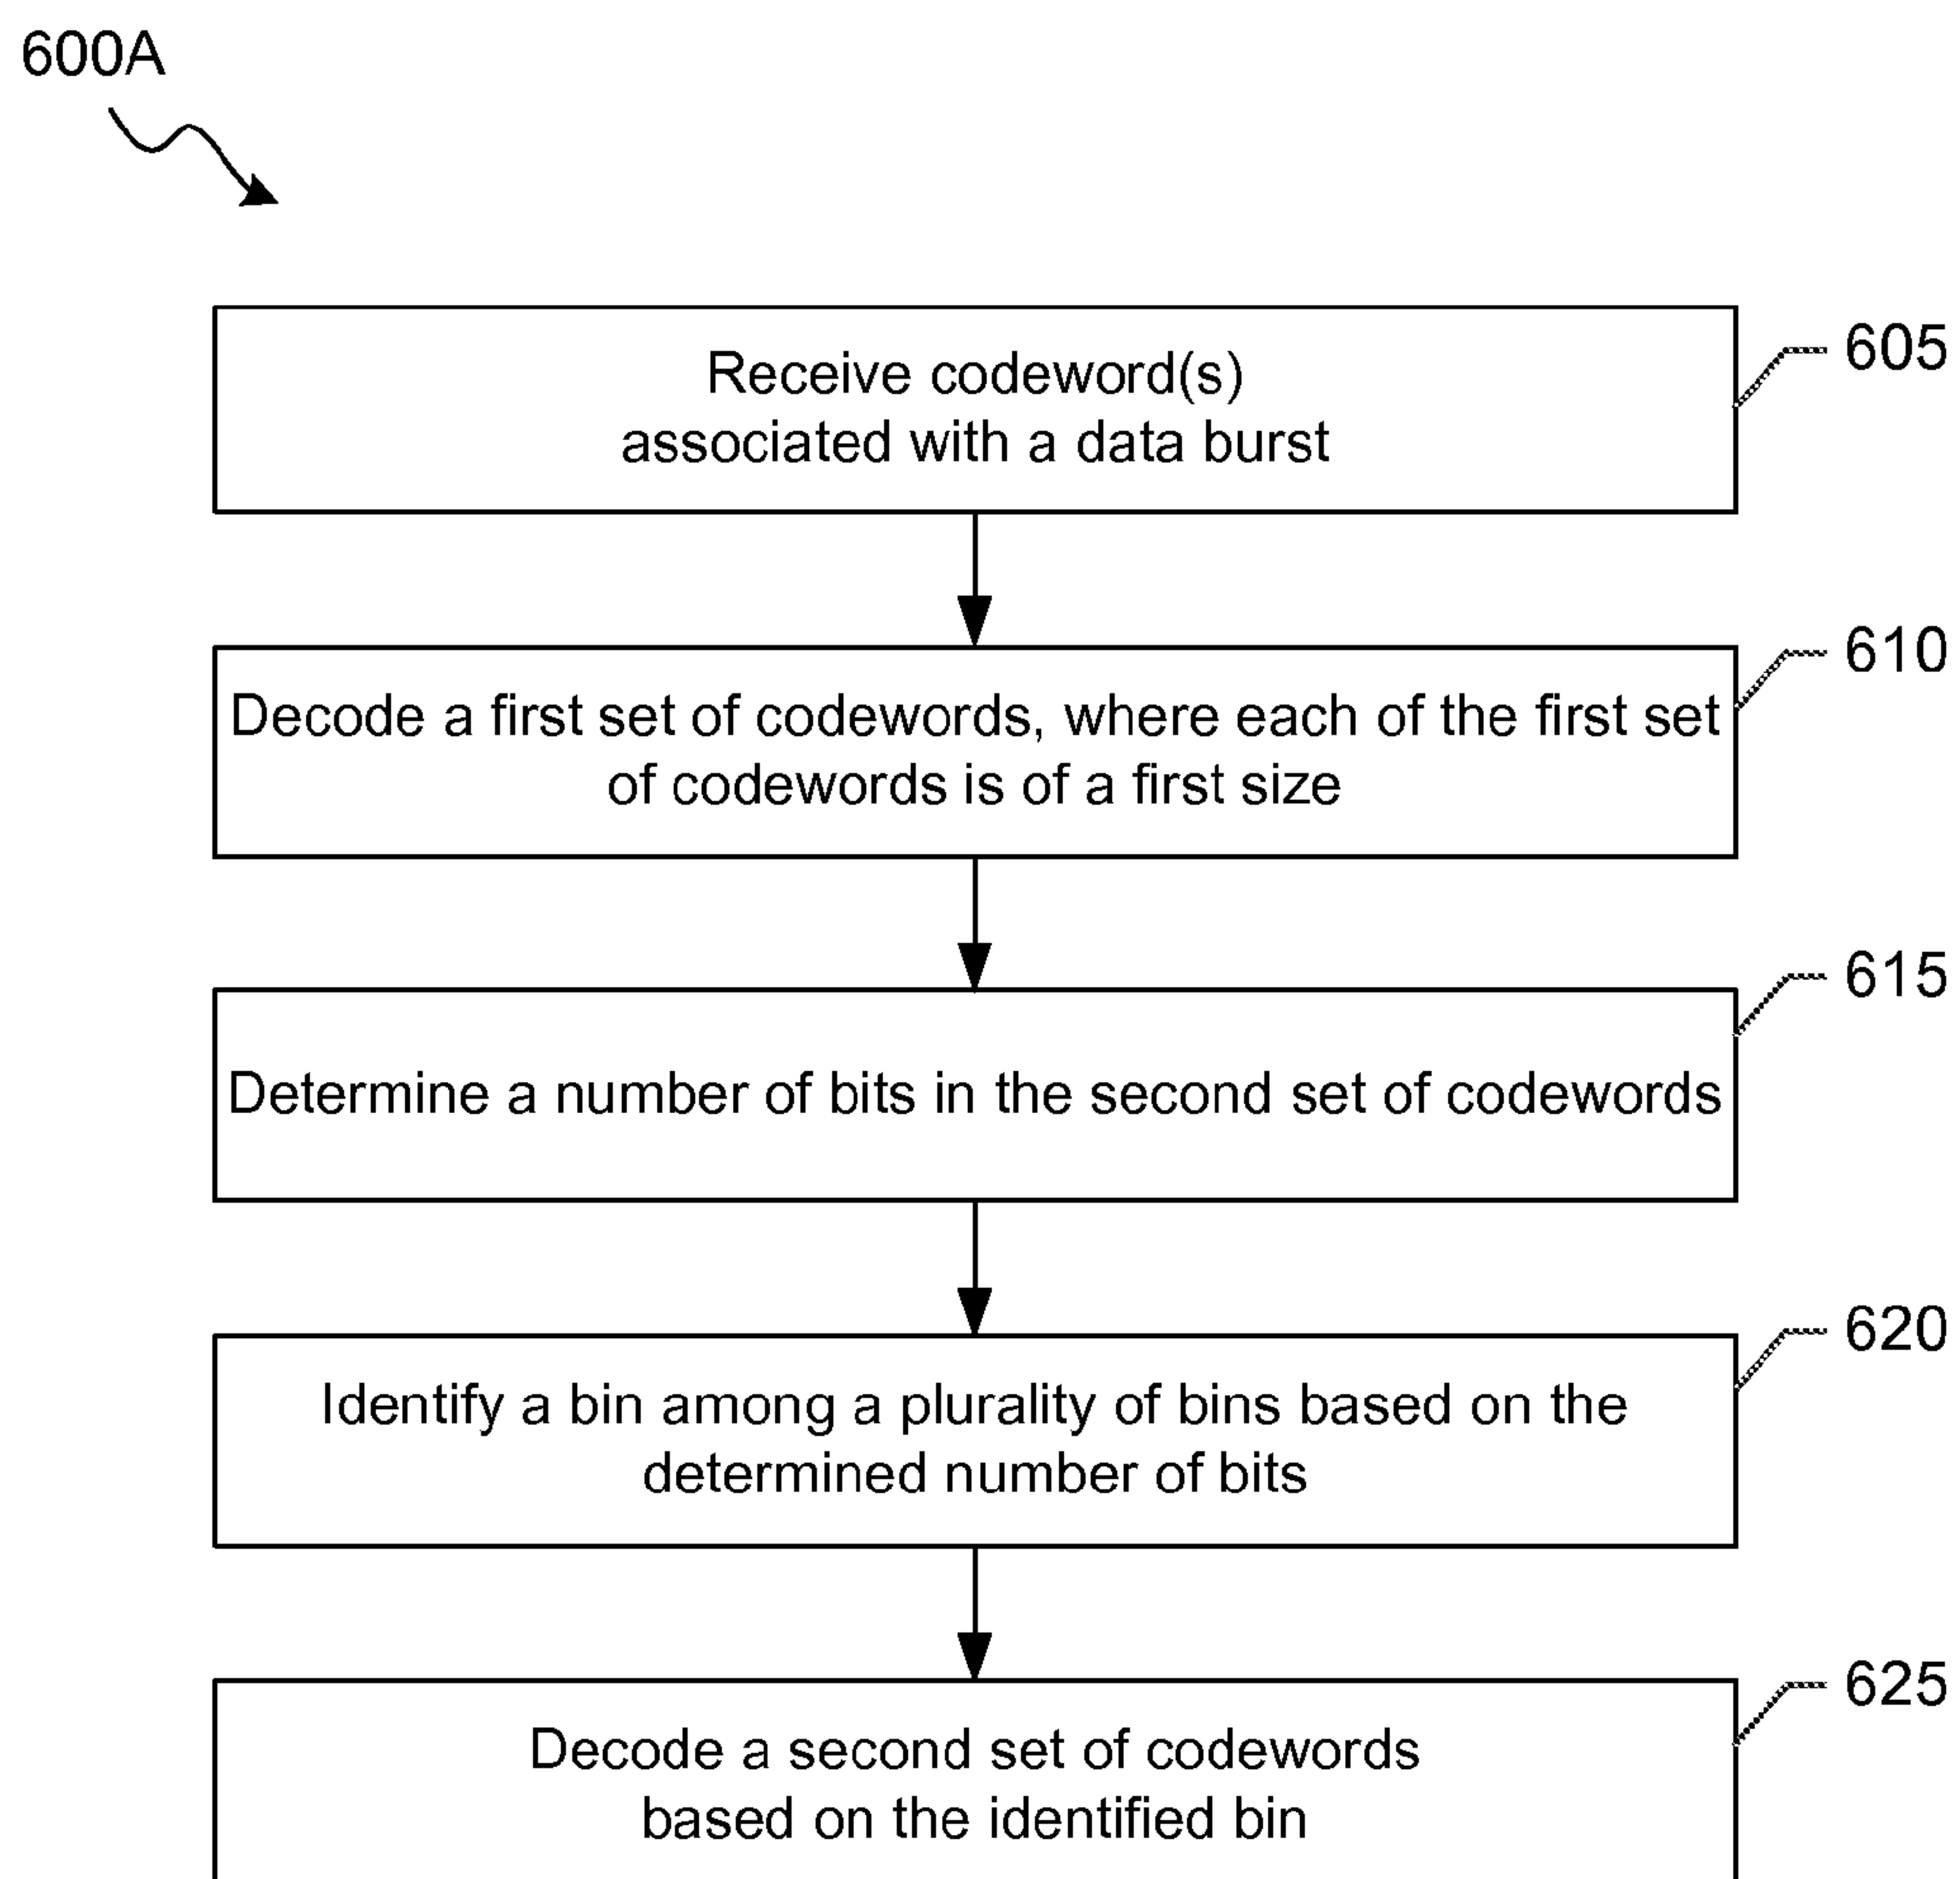 600A
Receive codeword(s)
associated with a data burst
605
Decode a first set of codewords, where each of the first set
of codewords is of a first size
610
Determine a number of bits in the second set of codewords
615
Identify a bin among a plurality of bins based on the
determined number of bits
620
Decode a second set of codewords
based on the identified bin
625